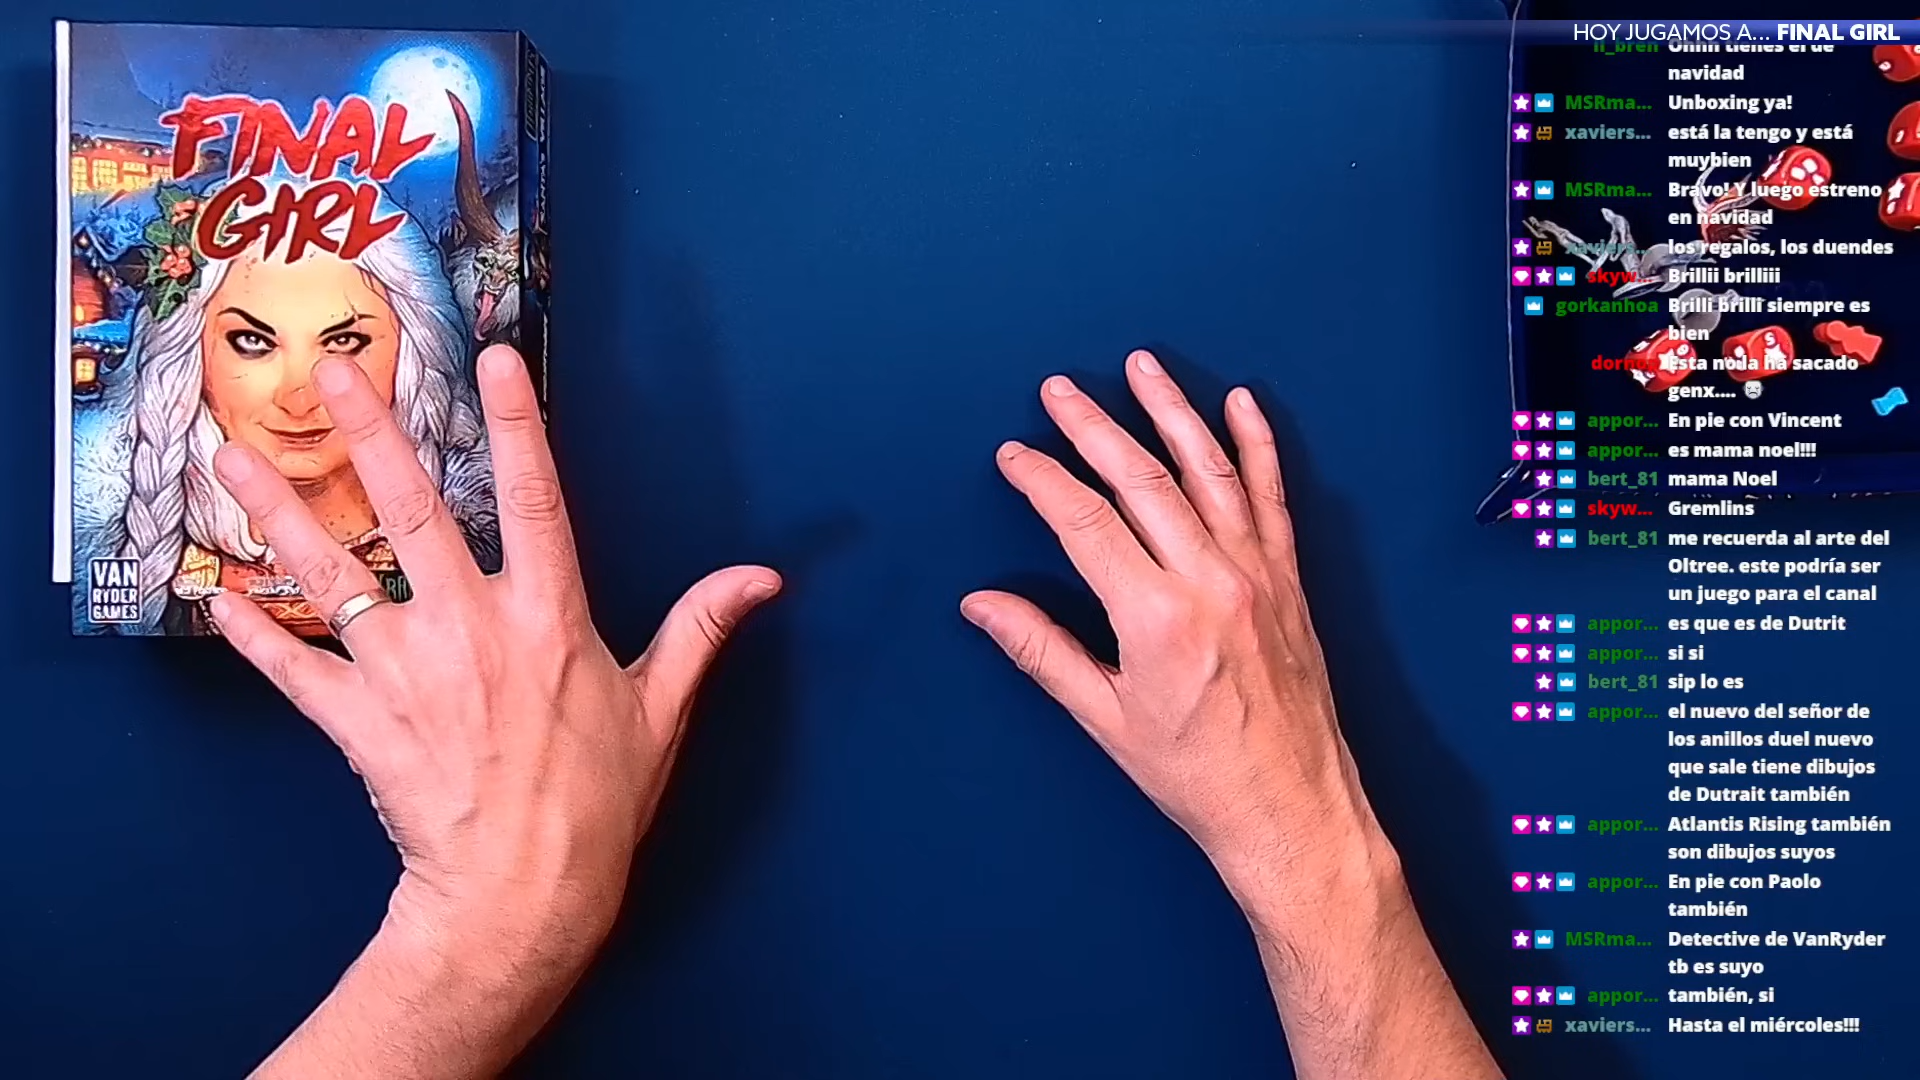 HOY JUGAMOS A... FINAL GIRL
FINAL
GIRL
VAN
RYDER
GAMES
navidad
MSRma... Unboxing ya!
xaviers... está la tengo y está
muybien
MSRma... Bravo! Y luego estreno
en navidad
xaviers... los regalos, los duendes
skyw... Brillii brilliii
gorkanhoa Brilli brilli siempre es
bien
Esta no la ha sacado
genx....
appor... En pie con Vincent
appor... es mama noel!!!
bert_81 mama Noel
skyw... Gremlins
bert_81 me recuerda al arte del
Oltree. este podría ser
un juego para el canal
appor... es que es de Dutrit
appor... si si
bert_81 sip lo es
appor... el nuevo del señor de
los anillos duel nuevo
que sale tiene dibujos
de Dutrait también
appor... Atlantis Rising también
son dibujos suyos
appor... En pie con Paolo
también
MSRma... Detective de VanRyder
tb es suyo
appor... también, si
xaviers... Hasta el miércoles!!!